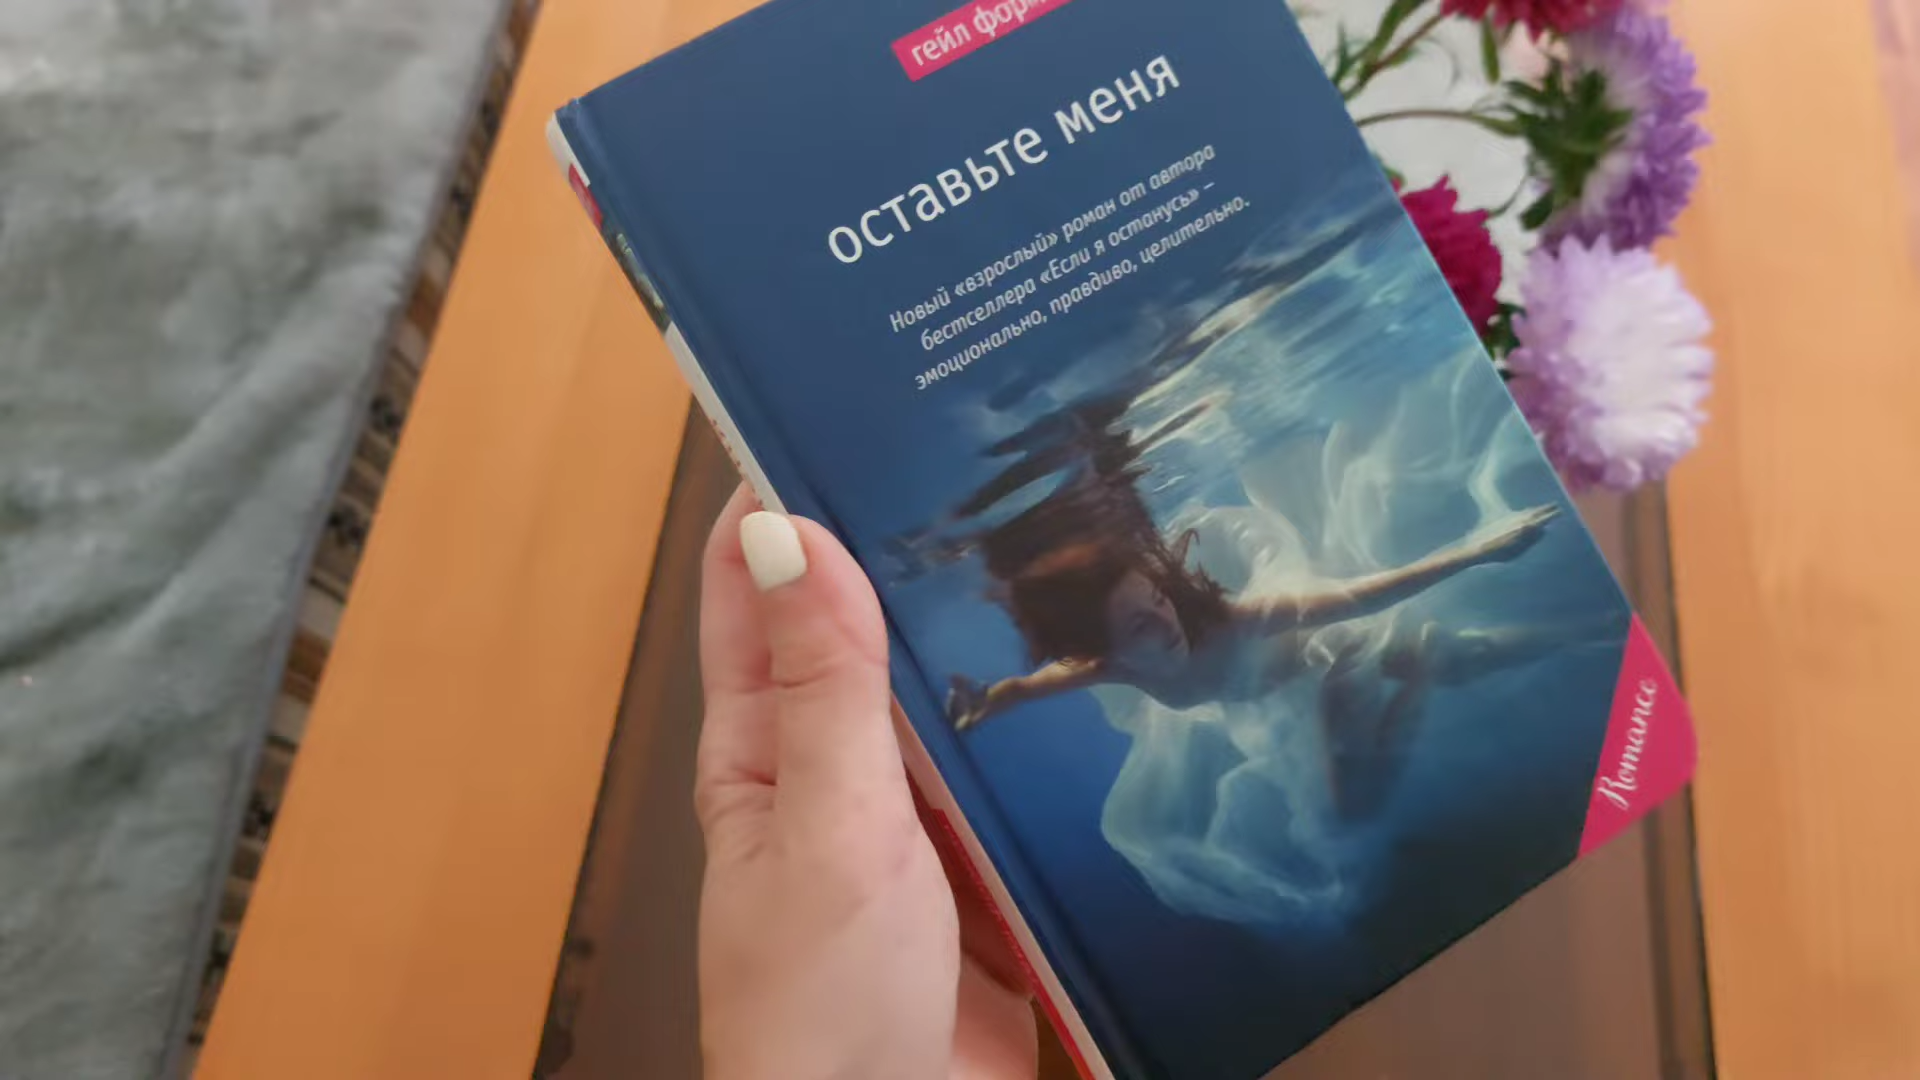 гейл
оставьте меня
Новый «взрослый» роман от автора
бестселлера «Если я останусь» –
эмоционально, правдиво, целительно.
Romance